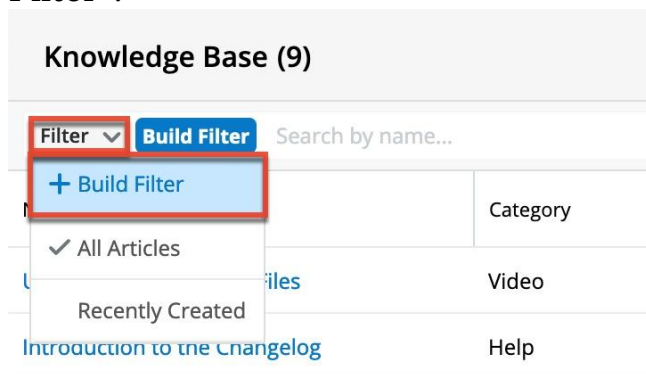 Knowledge Base (9)
Filter Build Filter Search by name...
+ Build Filter
Category
✓ All Articles
Files Video
Recently Created
Introduction to the Changelog Help